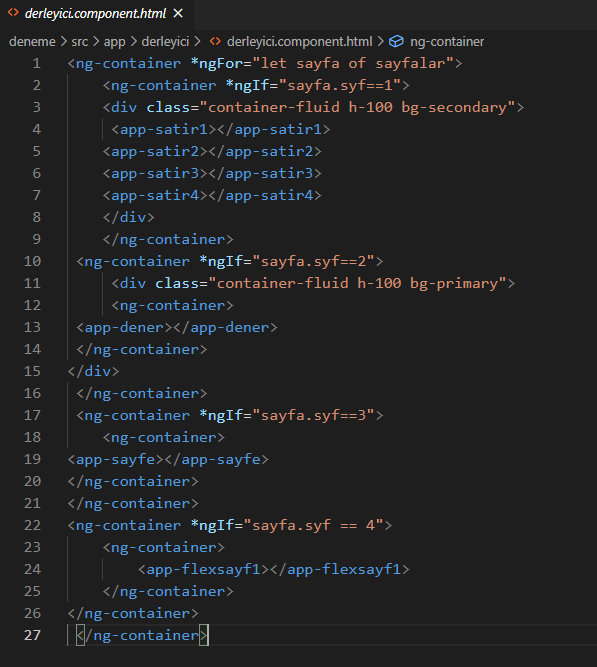 derleyici.component.html
deneme > src > app > derleyici > derleyici.component.html > ng-container
1 <ng-container *ngFor="let sayfa of sayfalar">
2 <ng-container *ngIf="sayfa.syf==1">
3 <div class="container-fluid h-100 bg-secondary">
4 <app-satir1></app-satir1>
5 <app-satir2></app-satir2>
6 <app-satir3></app-satir3>
7 <app-satir4></app-satir4>
8 </div>
9 </ng-container>
10 <ng-container *ngIf="sayfa.syf==2">
11 <div class="container-fluid h-100 bg-primary">
12 <ng-container>
13 <app-dener></app-dener>
14 </ng-container>
15 </div>
16 </ng-container>
17 <ng-container *ngIf="sayfa.syf==3">
18 <ng-container>
19 <app-sayfe></app-sayfe>
20 </ng-container>
21 </ng-container>
22 <ng-container *ngIf="sayfa.syf == 4">
23 <ng-container>
24 <app-flexsayf1></app-flexsayf1>
25 </ng-container>
26 </ng-container>
27 </ng-container>